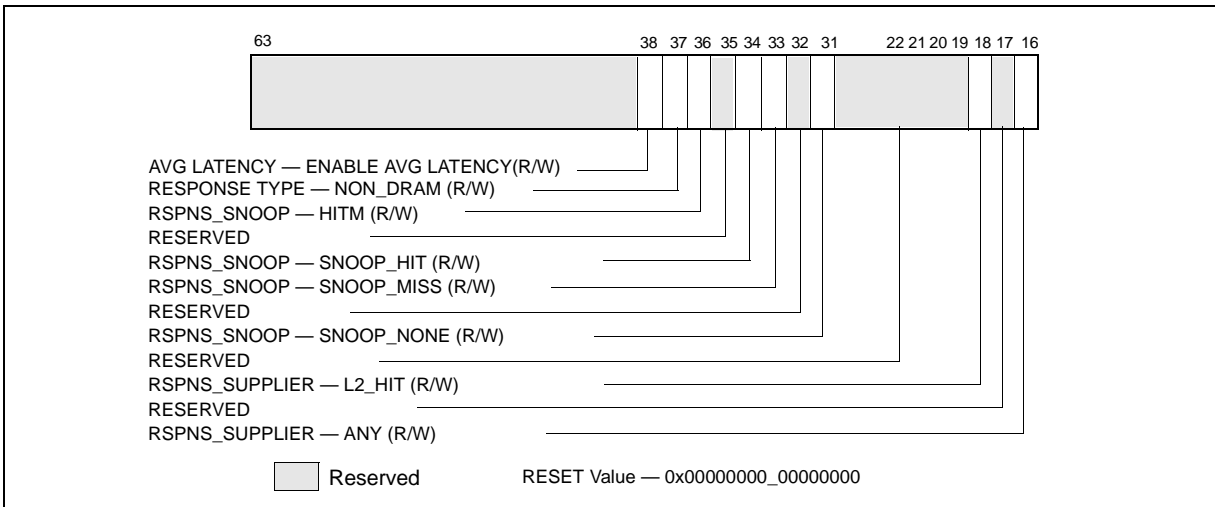 63 38 37 36 35 34 33 32 31 22 21 20 19 18 17 16
AVG LATENCY — ENABLE AVG LATENCY(R/W)
RESPONSE TYPE — NON_DRAM (R/W)
RSPNS_SNOOP — HITM (R/W)
RESERVED
RSPNS_SNOOP — SNOOP_HIT (R/W)
RSPNS_SNOOP — SNOOP_MISS (R/W)
RESERVED
RSPNS_SNOOP — SNOOP_NONE (R/W)
RESERVED
RSPNS_SUPPLIER — L2_HIT (R/W)
RESERVED
RSPNS_SUPPLIER — ANY (R/W)
Reserved RESET Value — 0x00000000_00000000